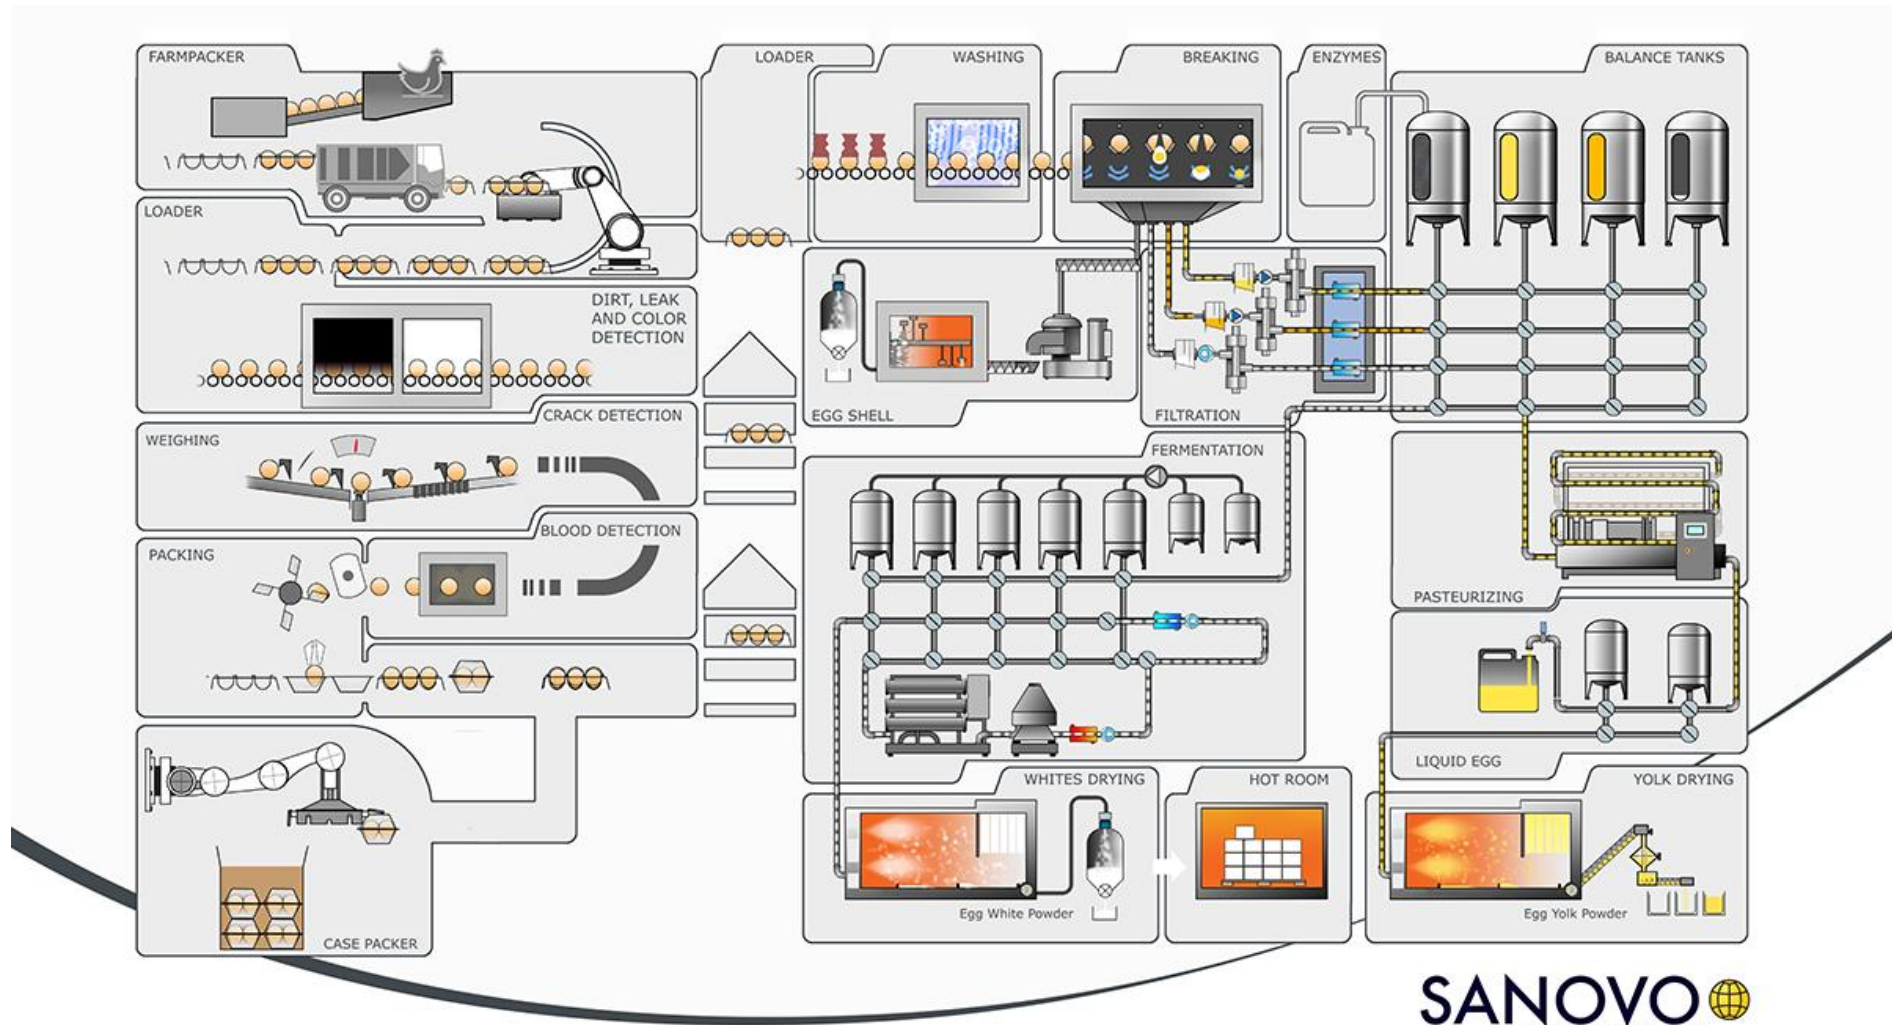 FARMPACKER
LOADER
DIRT, LEAK
AND COLOR
DETECTION
CRACK DETECTION
WEIGHING
BLOOD DETECTION
PACKING
CASE PACKER
LOADER
WASHING
BREAKING
ENZYMES
BALANCE TANKS
EGG SHELL
FILTRATION
FERMENTATION
PASTEURIZING
LIQUID EGG
WHITES DRYING
Egg White Powder
HOT ROOM
YOLK DRYING
Egg Yolk Powder
SANOVO